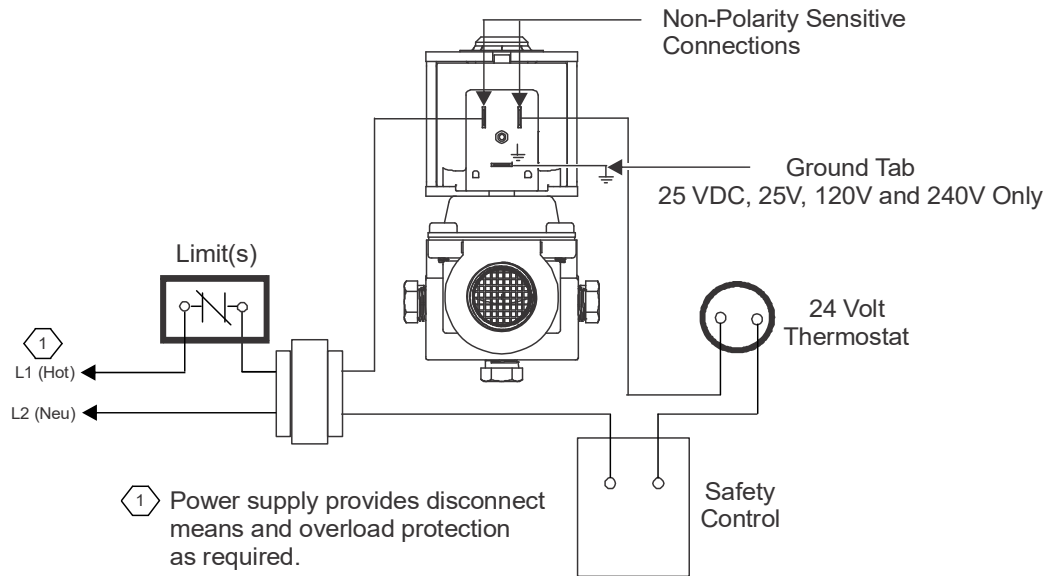 Non-Polarity Sensitive
Connections
Ground Tab
25 VDC, 25V, 120V and 240V Only
Limit(s)
24 Volt
Thermostat
1
L1 (Hot)
L2 (Neu)
1 Power supply provides disconnect
means and overload protection
as required.
Safety
Control